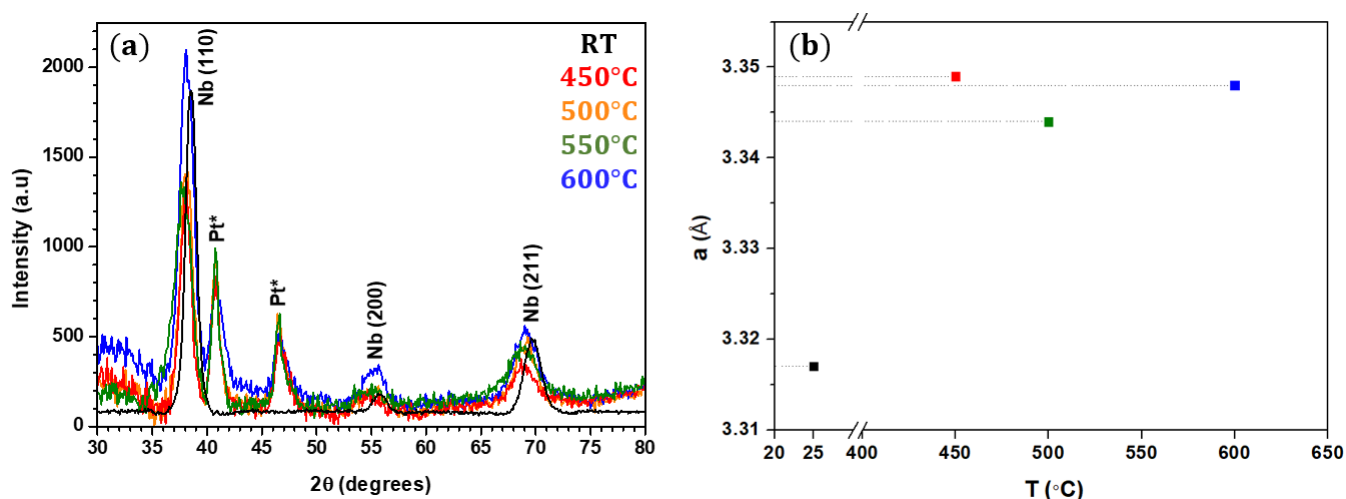 (a)
RT
450°C
500°C
550°C
600°C
Nb (110)
Pt*
Pt*
Nb (200)
Nb (211)
Intensity (a.u)
2000
1500
1000
500
0
30 35 40 45 50 55 60 65 70 75 80
2θ (degrees)
(b)
a (Å)
3.35
3.34
3.33
3.32
3.31
20 25 400 450 500 550 600 650
T (◦C)